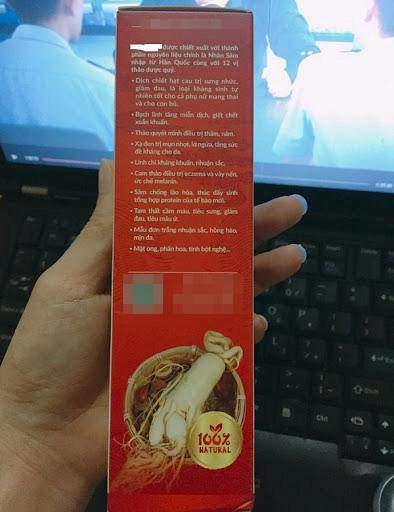 được chiết xuất với thành
phần nguyên liệu chính là Nhân Sâm
nhập từ Hàn Quốc cùng với 12 vị
thảo dược quý.
- Dịch chiết hạt cau trị sưng nhức,
giảm đau, là loại kháng sinh tự
nhiên tốt cho cả phụ nữ mang thai
và cho con bú.
- Bạch linh tăng miễn dịch, giết chết
xuẩn khuẩn.
- Thảo quyết minh điều trị thâm, nám.
- Xạ đen trị mụn nhọt, lở ngứa, tăng sức
đề kháng cho da.
- Linh chi kháng khuẩn, nhuận sắc.
- Cam thảo điều trị eczema và vảy nến,
ức chế melanin.
- Sâm chống lão hóa, thúc đẩy sinh
tổng hợp protein của tế bào mới.
- Tam thất cầm máu, tiêu sưng, giảm
đau, tiêu máu ứ.
- Mẫu đơn trắng nhuận sắc, hồng hào,
mịn da.
- Mật ong, phấn hoa, tinh bột nghệ...
100%
NATURAL